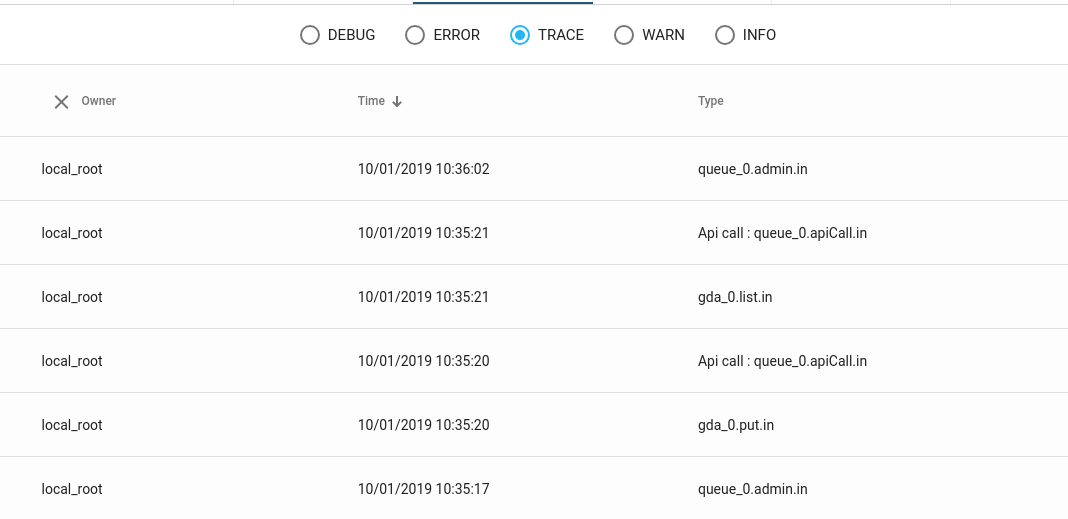 DEBUG ERROR TRACE WARN INFO
Owner Time Type
local_root 10/01/2019 10:36:02 queue_0.admin.in
local_root 10/01/2019 10:35:21 Api call : queue_0.apiCall.in
local_root 10/01/2019 10:35:21 gda_0.list.in
local_root 10/01/2019 10:35:20 Api call : queue_0.apiCall.in
local_root 10/01/2019 10:35:20 gda_0.put.in
local_root 10/01/2019 10:35:17 queue_0.admin.in